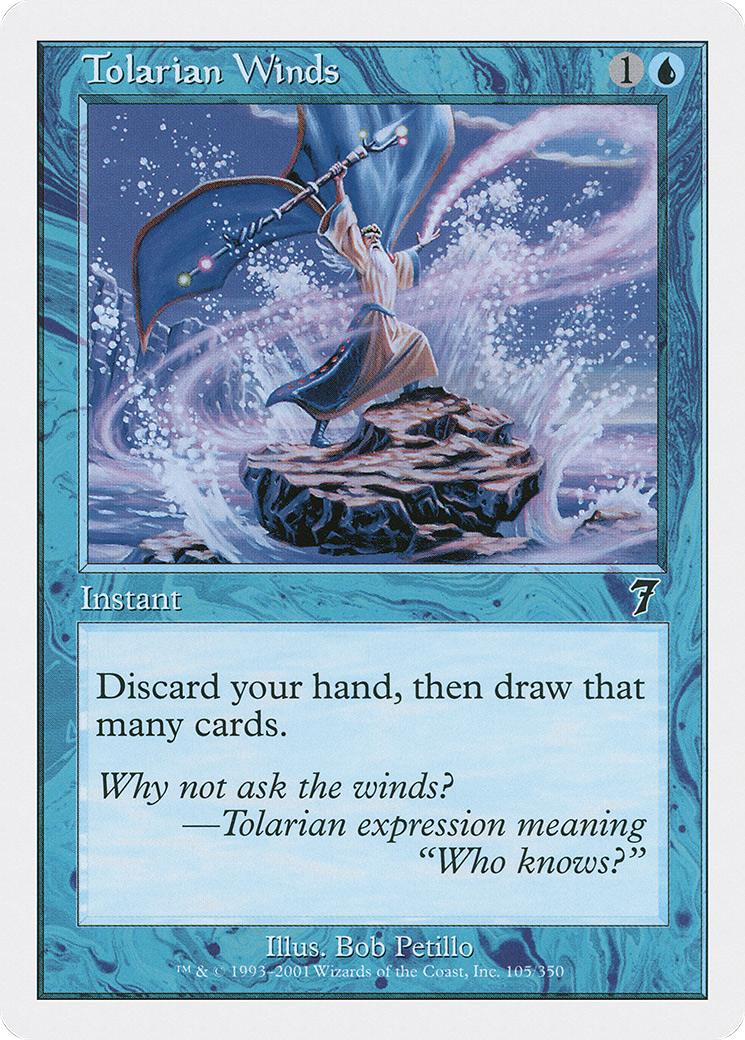 Tolarian Winds
1
Instant
7
Discard your hand, then draw that
many cards.
Why not ask the winds?
—Tolarian expression meaning
“Who knows?”
Illus. Bob Petillo
™ & © 1993–2001 Wizards of the Coast, Inc. 105/350